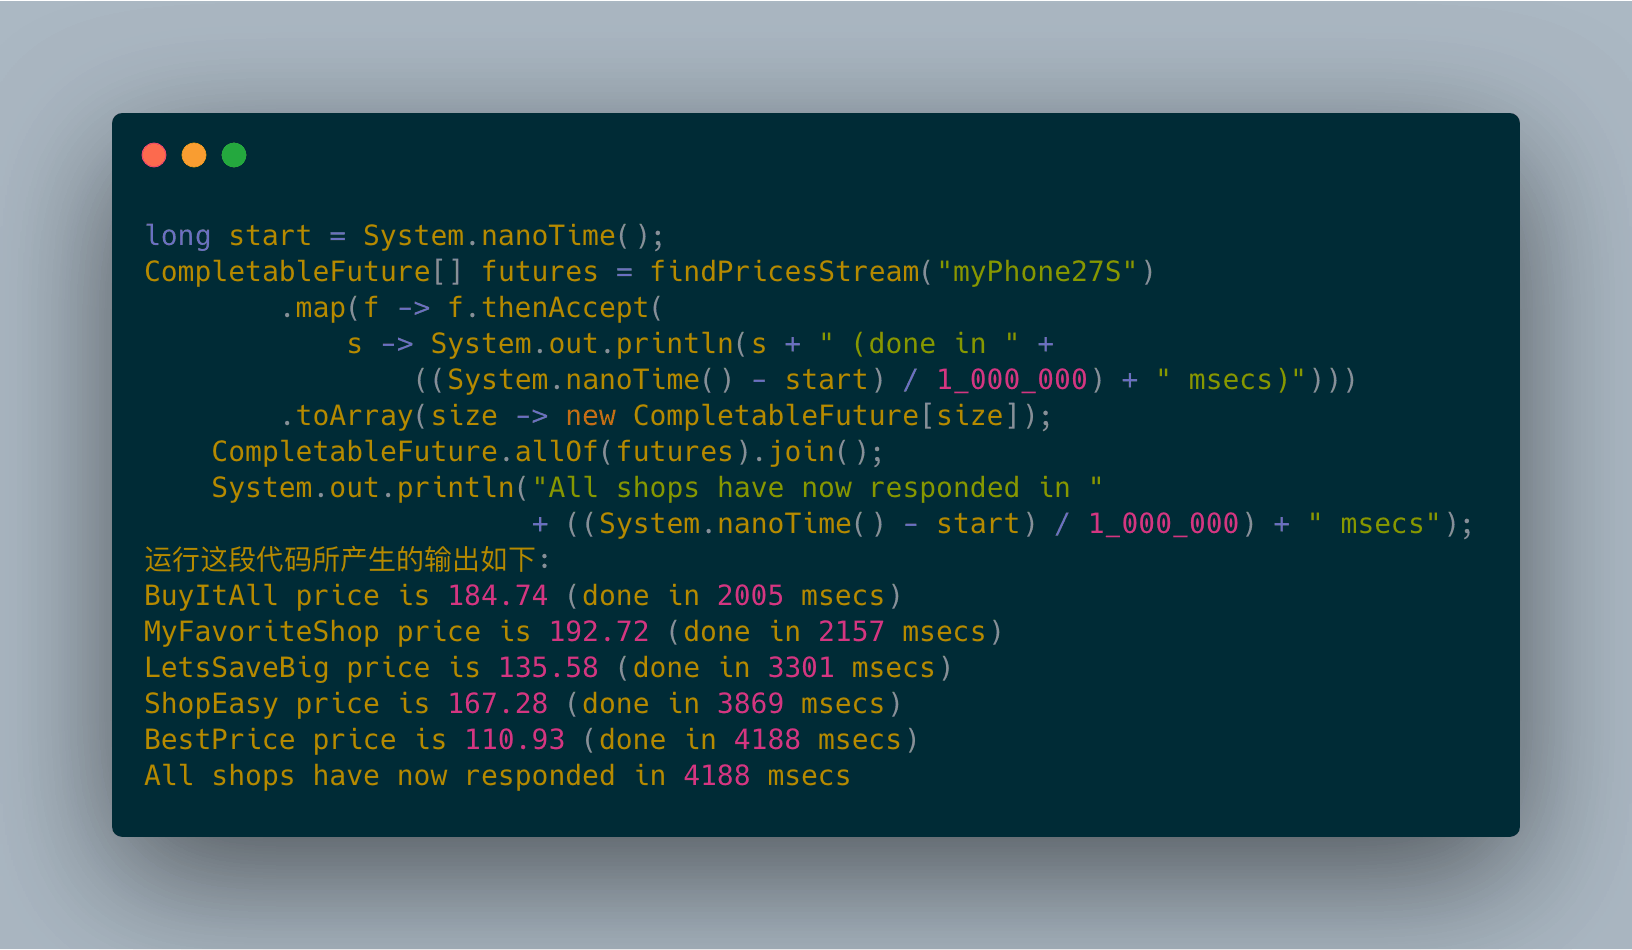 long start = System.nanoTime();
CompletableFuture[] futures = findPricesStream("myPhone27S")
        .map(f -> f.thenAccept(
            s -> System.out.println(s + " (done in " +
                ((System.nanoTime() - start) / 1_000_000) + " msecs)")))
        .toArray(size -> new CompletableFuture[size]);
    CompletableFuture.allOf(futures).join();
    System.out.println("All shops have now responded in "
                       + ((System.nanoTime() - start) / 1_000_000) + " msecs");
运行这段代码所产生的输出如下:
BuyItAll price is 184.74 (done in 2005 msecs)
MyFavoriteShop price is 192.72 (done in 2157 msecs)
LetsSaveBig price is 135.58 (done in 3301 msecs)
ShopEasy price is 167.28 (done in 3869 msecs)
BestPrice price is 110.93 (done in 4188 msecs)
All shops have now responded in 4188 msecs